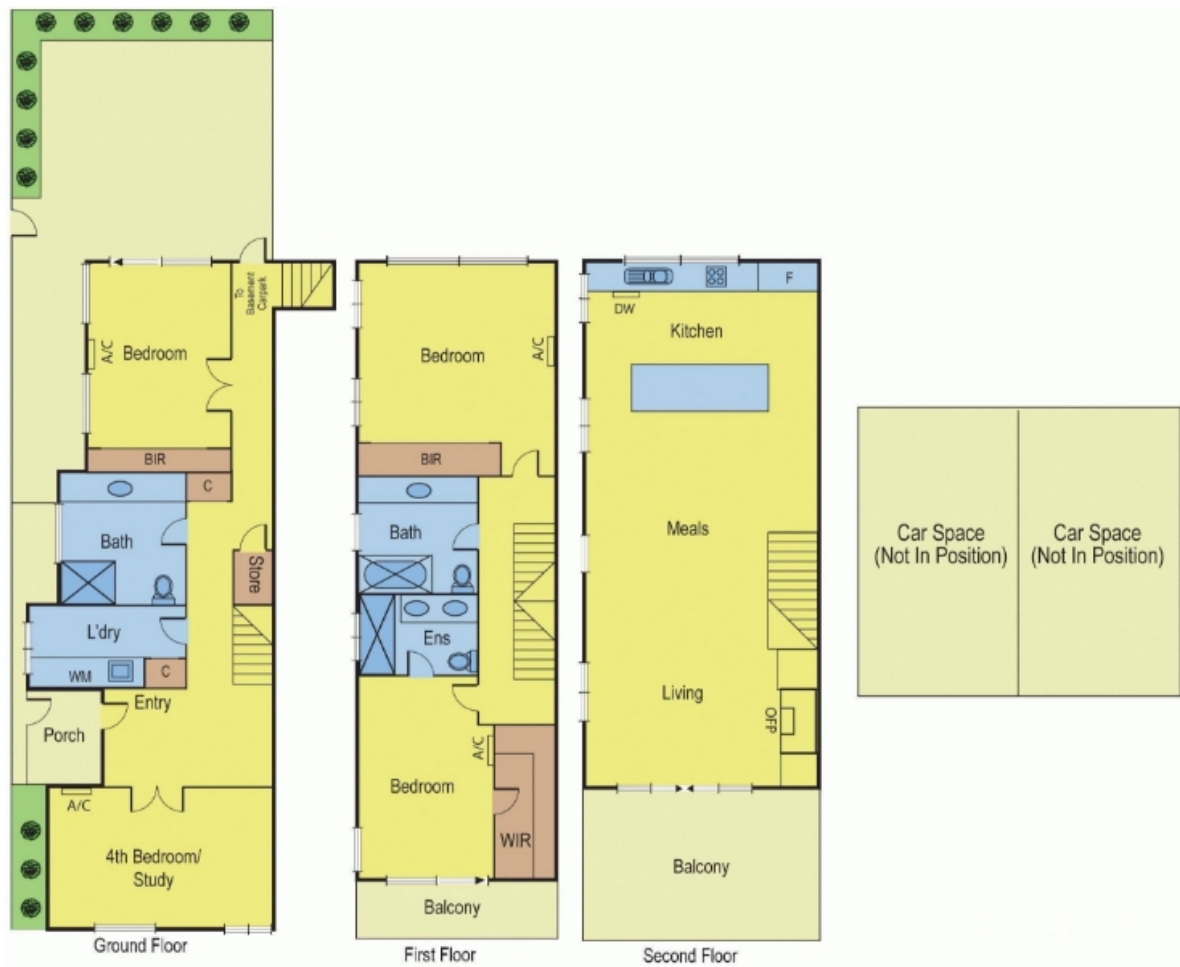 To
Basement
Carpark
Bedroom
A/C
BIR
C
Bath
Store
L'dry
WM
C
Entry
Porch
A/C
4th Bedroom/
Study
Ground Floor
Bedroom
A/C
BIR
Bath
Ens
A/C
Bedroom
WIR
Balcony
First Floor
F
DW
Kitchen
Meals
Living
OFP
Balcony
Second Floor
Car Space
(Not In Position)
Car Space
(Not In Position)